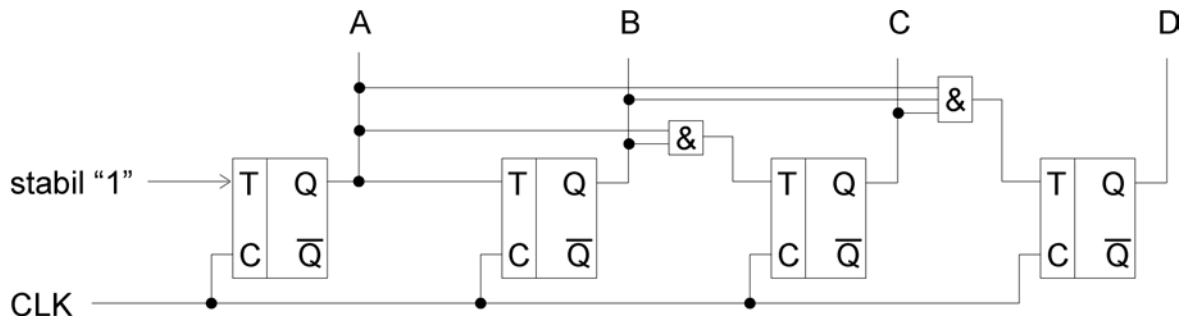 A B C D
&
&
stabil “1” T Q T Q T Q T Q
C Q̅ C Q̅ C Q̅ C Q̅
CLK